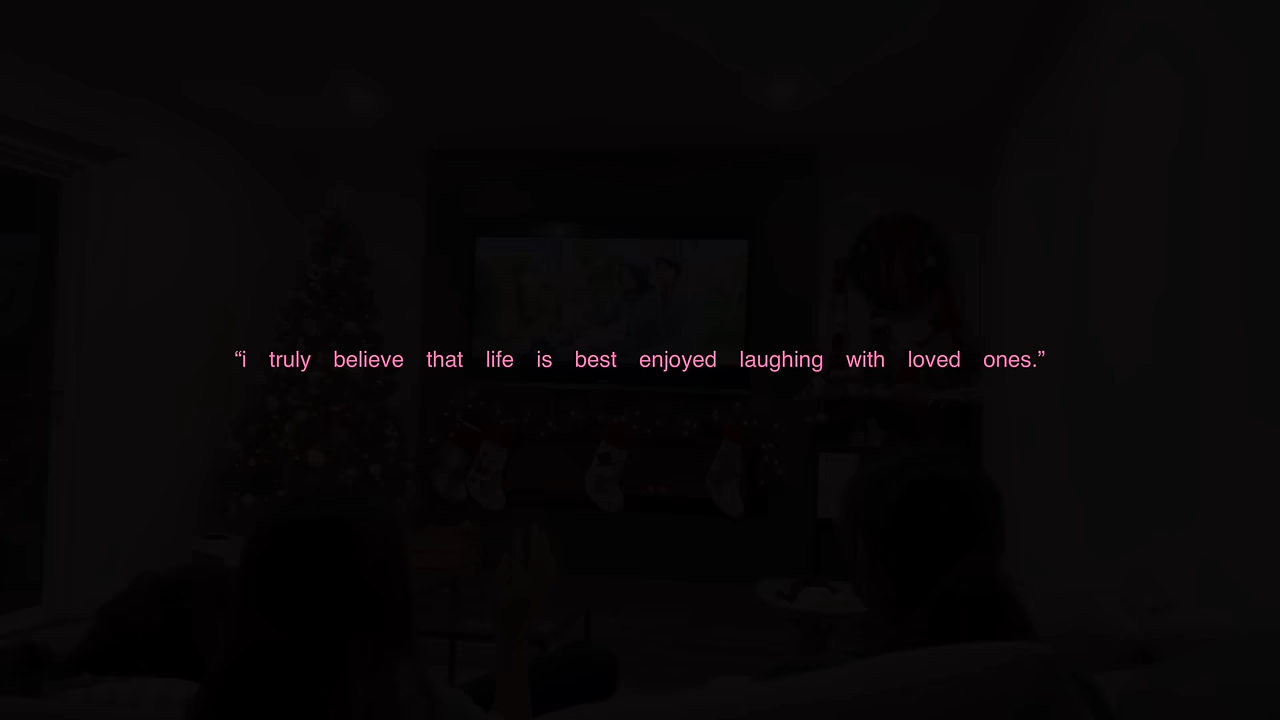 “i truly believe that life is best enjoyed laughing with loved ones.”